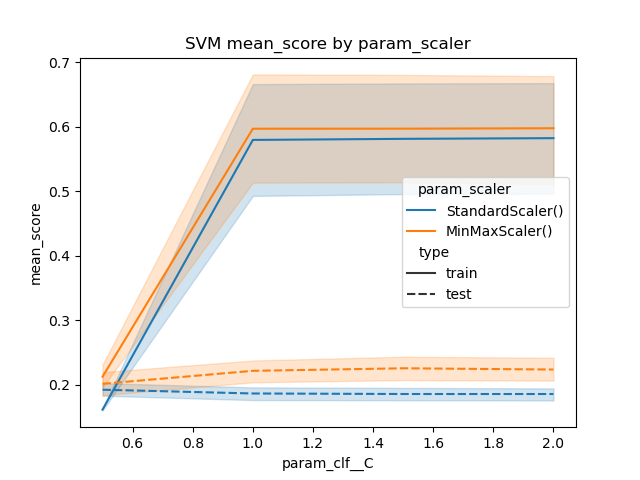 SVM mean_score by param_scaler
0.7
0.6
0.5
0.4
0.3
0.2
mean_score
param_scaler
StandardScaler()
MinMaxScaler()
type
train
test
0.6 0.8 1.0 1.2 1.4 1.6 1.8 2.0
param_clf__C